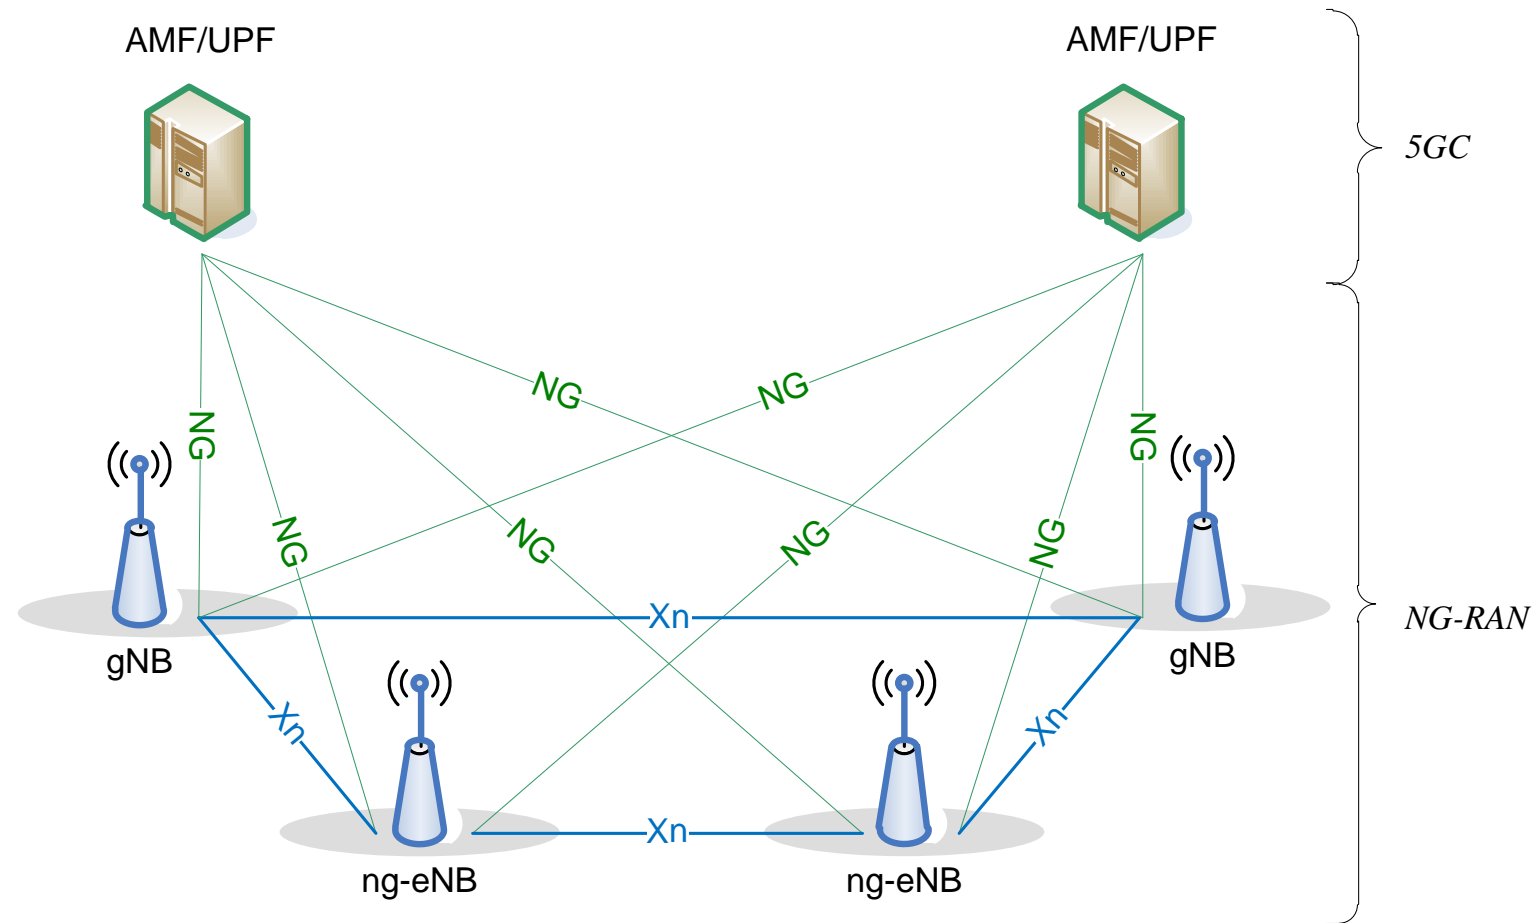 AMF/UPF
AMF/UPF
5GC
NG
NG
NG
NG
NG
NG
NG
NG
Xn
NG-RAN
gNB
gNB
Xn
Xn
Xn
ng-eNB
ng-eNB